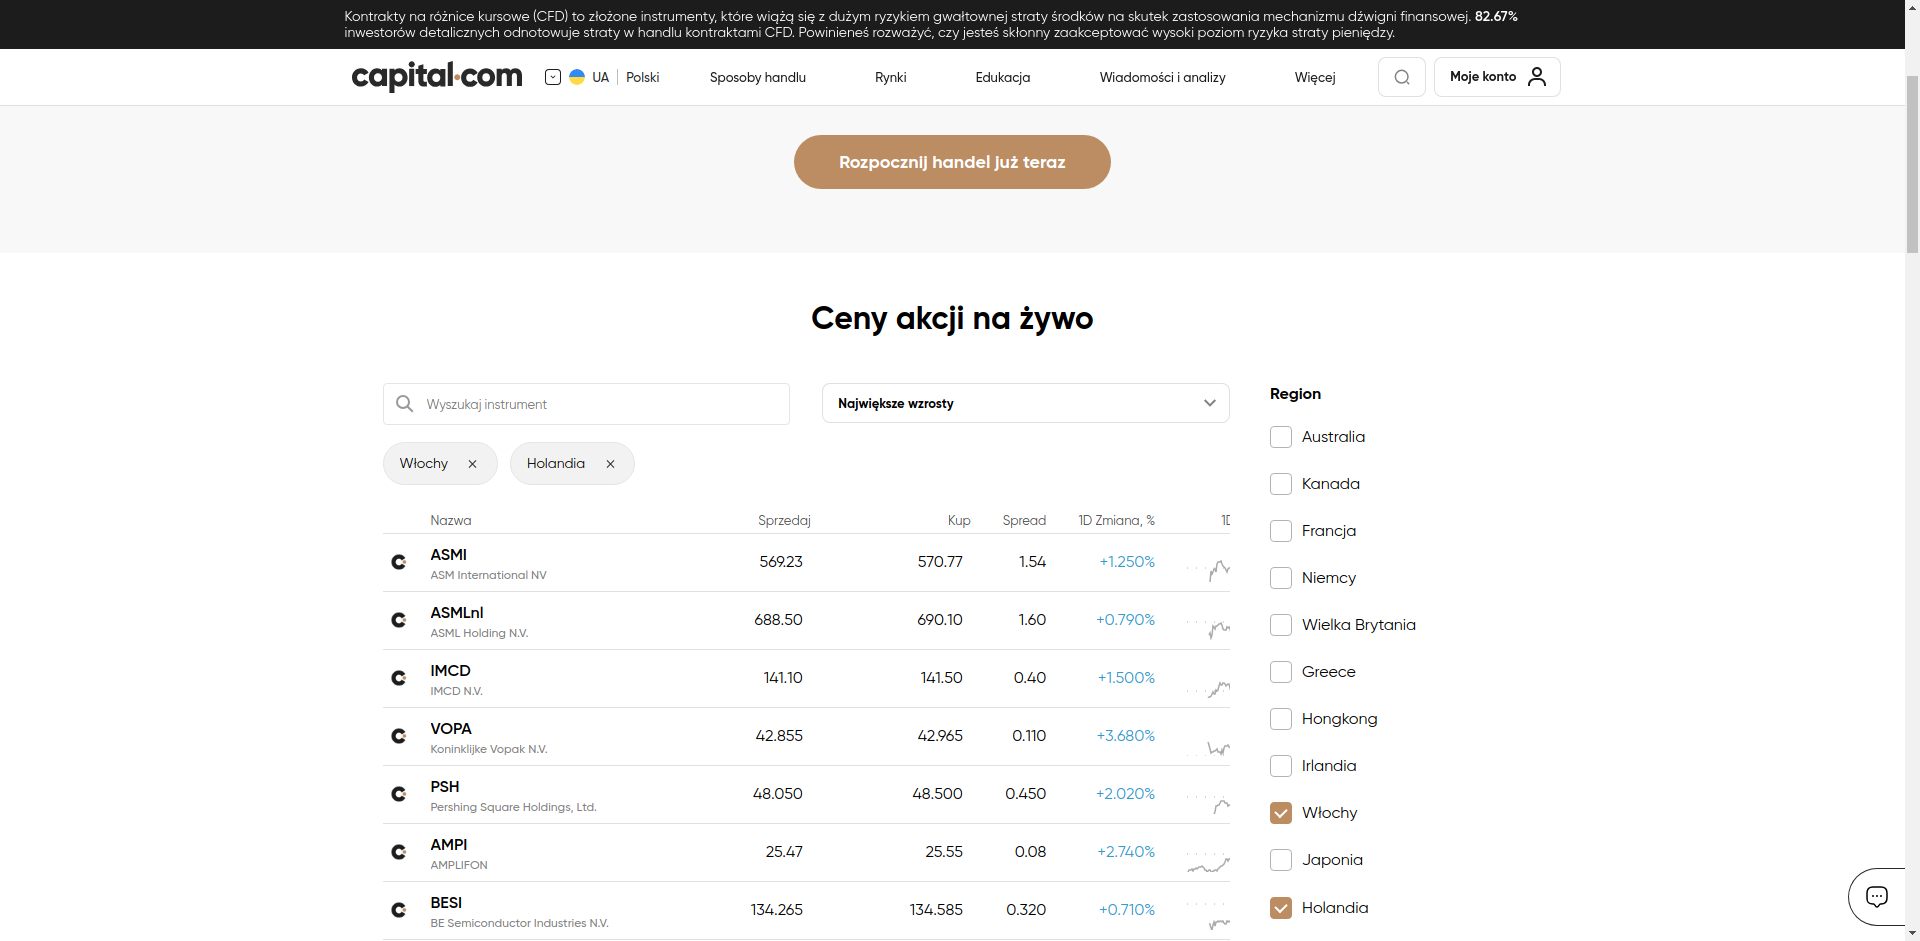 Kontrakty na różnice kursowe (CFD) to złożone instrumenty, które wiążą się z dużym ryzykiem gwałtownej straty środków na skutek zastosowania mechanizmu dźwigni finansowej. 82.67%
inwestorów detalicznych odnotowuje straty w handlu kontraktami CFD. Powinieneś rozważyć, czy jesteś skłonny zaakceptować wysoki poziom ryzyka straty pieniędzy.
capital.com UA Polski Sposoby handlu Rynki Edukacja Wiadomości i analizy Więcej Moje konto
Rozpocznij handel już teraz
Ceny akcji na żywo
Wyszukaj instrument
Największe wzrosty
Włochy Holandia
Nazwa Sprzedaj Kup Spread 1D Zmiana, % 1D
ASMI 569.23 570.77 1.54 +1.250%
ASM International NV
ASMLnl 688.50 690.10 1.60 +0.790%
ASML Holding N.V.
IMCD 141.10 141.50 0.40 +1.500%
IMCD N.V.
VOPA 42.855 42.965 0.110 +3.680%
Koninklijke Vopak N.V.
PSH 48.050 48.500 0.450 +2.020%
Pershing Square Holdings, Ltd.
AMPI 25.47 25.55 0.08 +2.740%
AMPLIFON
BESI 134.265 134.585 0.320 +0.710%
BE Semiconductor Industries N.V.
Region
Australia
Kanada
Francja
Niemcy
Wielka Brytania
Greece
Hongkong
Irlandia
Włochy
Japonia
Holandia